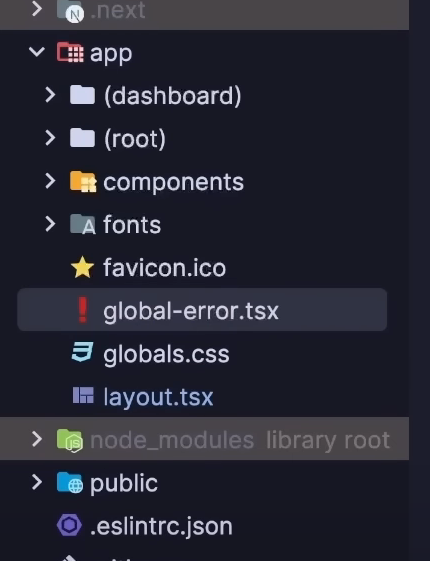 .next
app
(dashboard)
(root)
components
fonts
favicon.ico
global-error.tsx
globals.css
layout.tsx
node_modules library root
public
.eslintrc.json